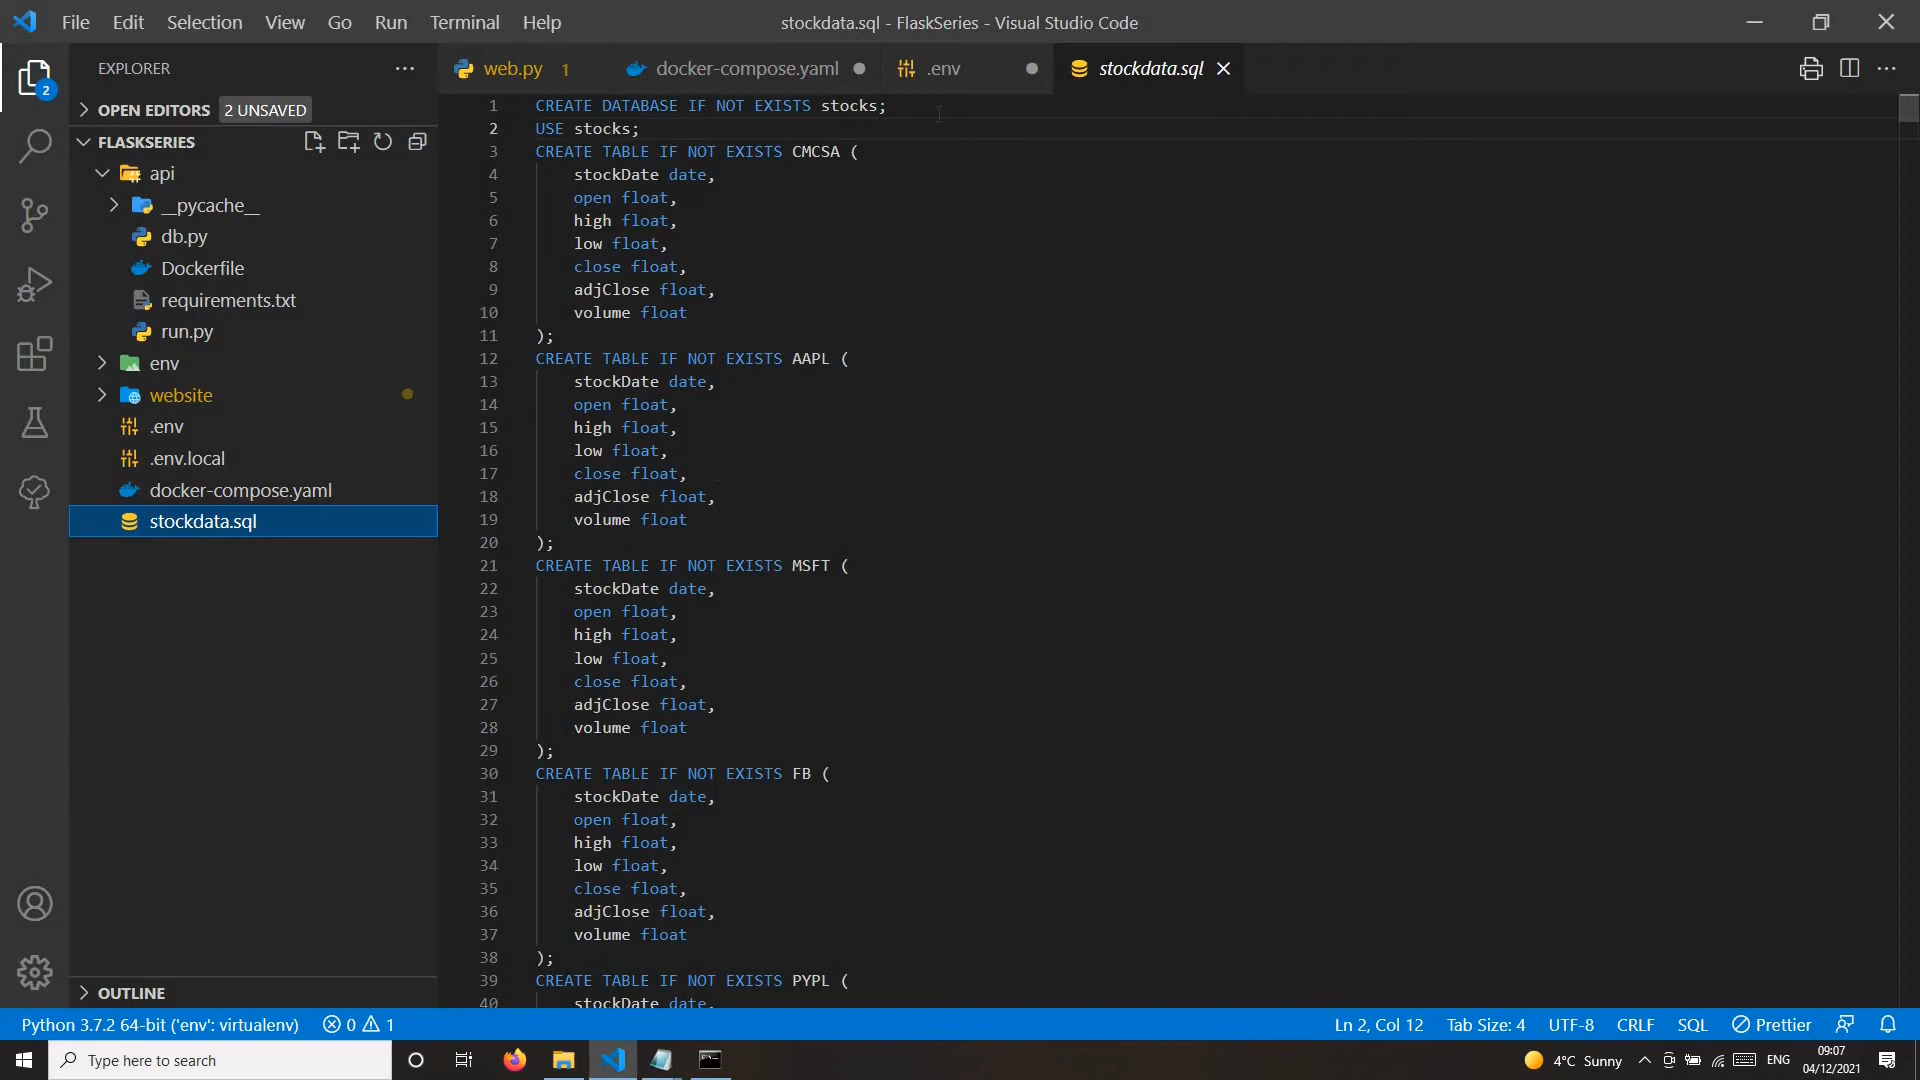 File Edit Selection View Go Run Terminal Help
stockdata.sql - FlaskSeries - Visual Studio Code
2
EXPLORER
OPEN EDITORS 2 UNSAVED
FLASKSERIES
api
__pycache__
db.py
Dockerfile
requirements.txt
run.py
env
website
.env
.env.local
docker-compose.yaml
stockdata.sql
OUTLINE
web.py 1 docker-compose.yaml .env stockdata.sql
1 CREATE DATABASE IF NOT EXISTS stocks;
2 USE stocks;
3 CREATE TABLE IF NOT EXISTS CMCSA (
4 stockDate date,
5 open float,
6 high float,
7 low float,
8 close float,
9 adjClose float,
10 volume float
11 );
12 CREATE TABLE IF NOT EXISTS AAPL (
13 stockDate date,
14 open float,
15 high float,
16 low float,
17 close float,
18 adjClose float,
19 volume float
20 );
21 CREATE TABLE IF NOT EXISTS MSFT (
22 stockDate date,
23 open float,
24 high float,
25 low float,
26 close float,
27 adjClose float,
28 volume float
29 );
30 CREATE TABLE IF NOT EXISTS FB (
31 stockDate date,
32 open float,
33 high float,
34 low float,
35 close float,
36 adjClose float,
37 volume float
38 );
39 CREATE TABLE IF NOT EXISTS PYPL (
40 stockDate date,
Python 3.7.2 64-bit ('env': virtualenv) 0 1 Ln 2, Col 12 Tab Size: 4 UTF-8 CRLF SQL Prettier
Type here to search
4°C Sunny ENG
09:07
04/12/2021